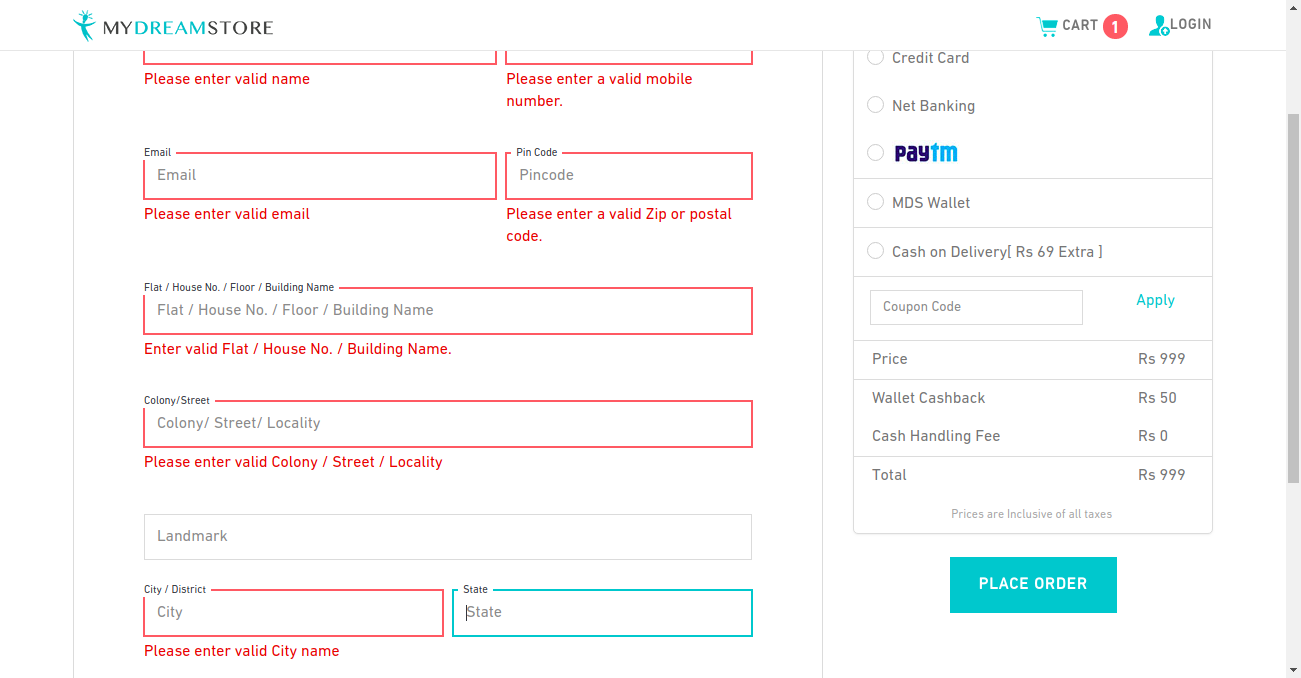 MYDREAMSTORE
CART 1
LOGIN
Please enter valid name
Please enter a valid mobile
number.
Email
Email
Please enter valid email
Pin Code
Pincode
Please enter a valid Zip or postal
code.
Flat / House No. / Floor / Building Name
Flat / House No. / Floor / Building Name
Enter valid Flat / House No. / Building Name.
Colony/Street
Colony/ Street/ Locality
Please enter valid Colony / Street / Locality
Landmark
City / District
City
Please enter valid City name
State
State
Credit Card
Net Banking
paytm
MDS Wallet
Cash on Delivery[ Rs 69 Extra ]
Coupon Code
Apply
Price Rs 999
Wallet Cashback Rs 50
Cash Handling Fee Rs 0
Total Rs 999
Prices are Inclusive of all taxes
PLACE ORDER